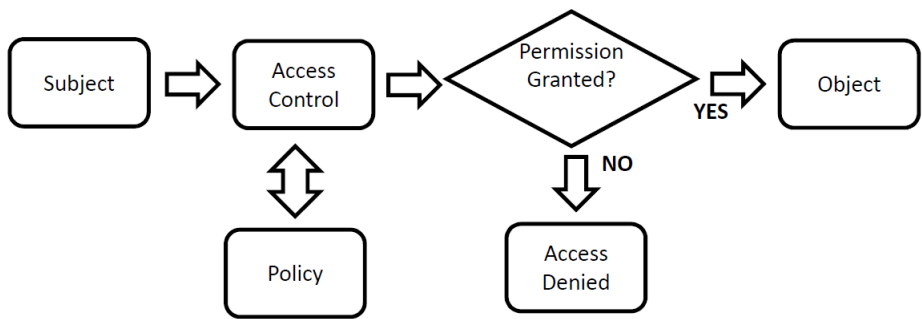 Subject
Access
Control
Permission
Granted?
YES
Object
NO
Policy
Access
Denied